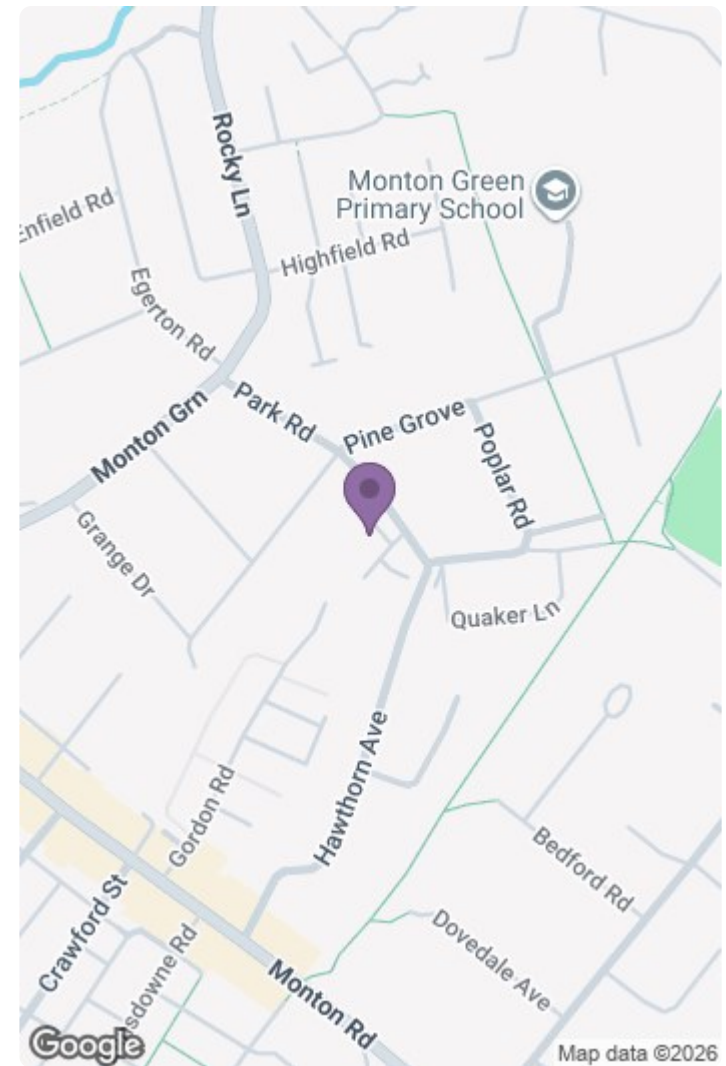 Rocky Ln
Monton Green
Primary School
Enfield Rd
Highfield Rd
Egerton Rd
Park Rd
Monton Grn
Pine Grove
Poplar Rd
Grange Dr
Quaker Ln
Hawthorn Ave
Gordon Rd
Bedford Rd
Crawford St
Dovedale Ave
sdowne Rd
Monton Rd
Google
Map data ©2026